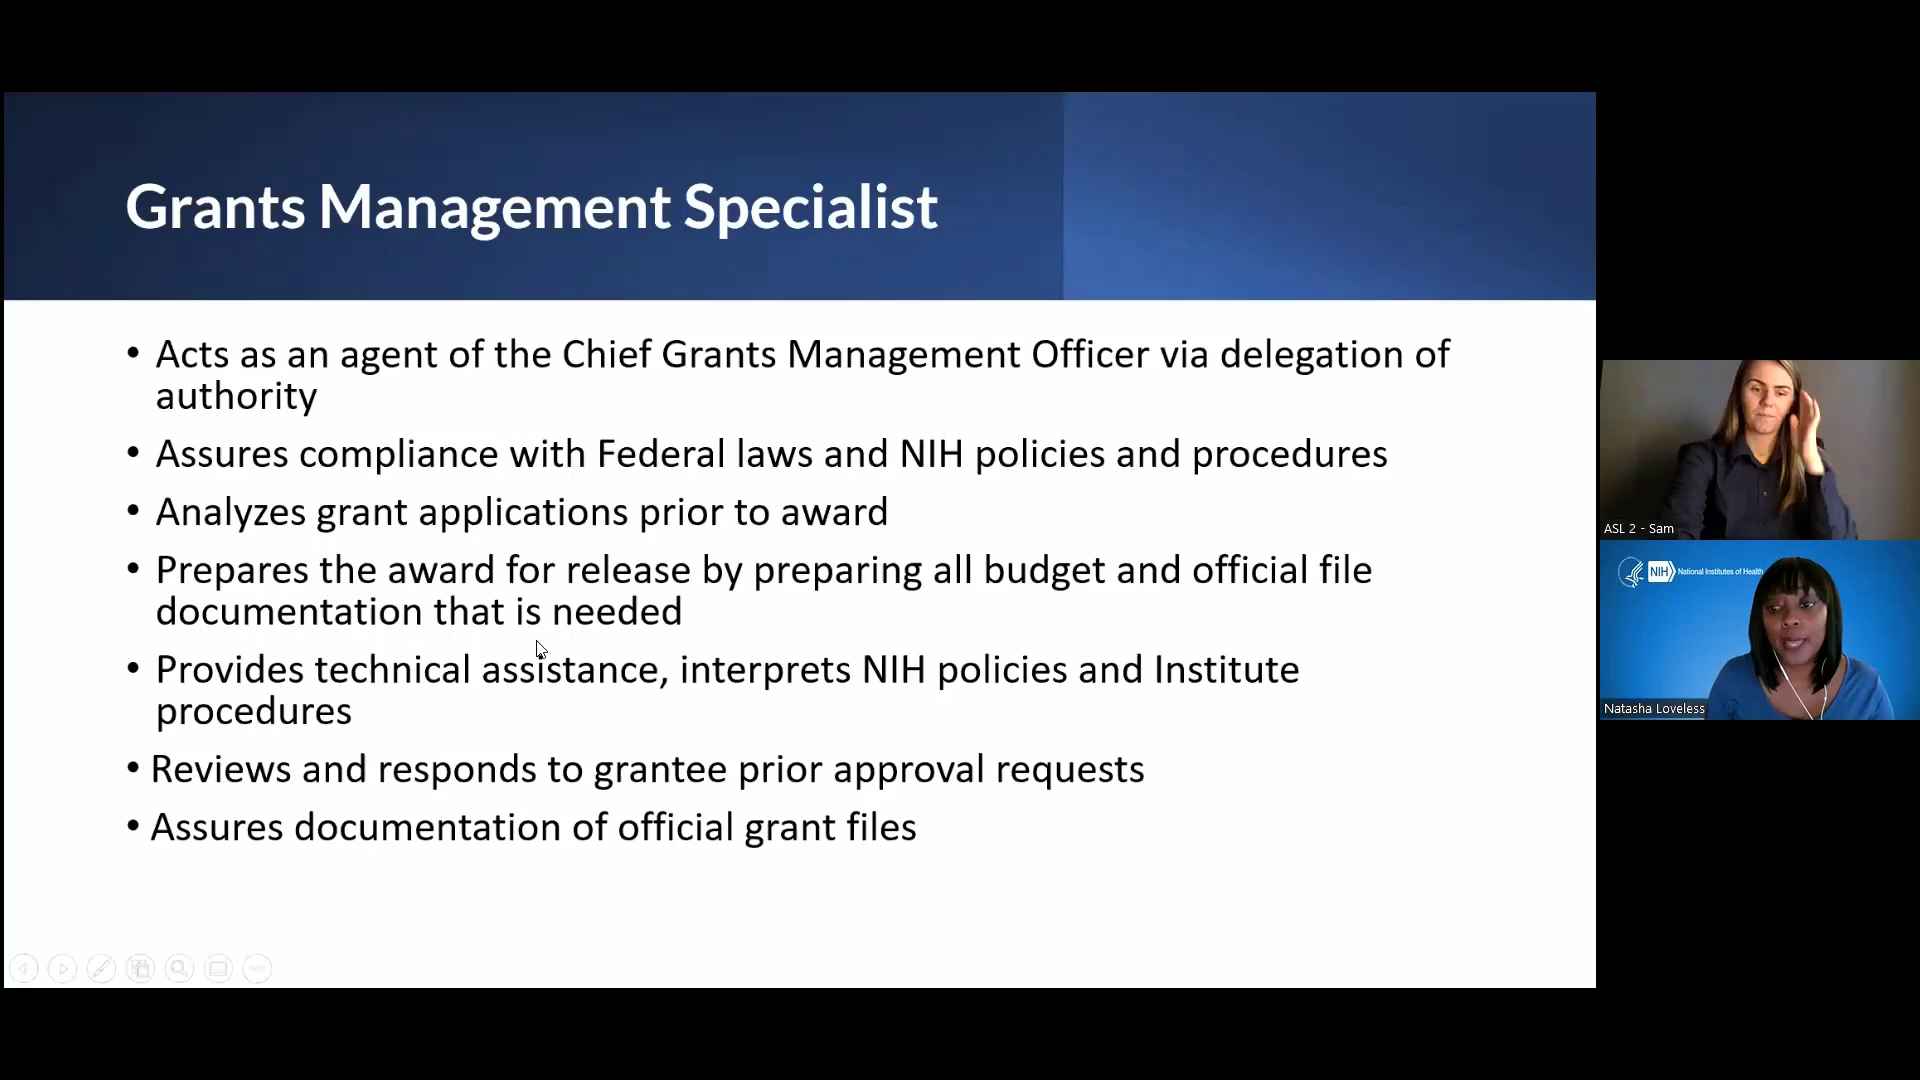 Grants Management Specialist
• Acts as an agent of the Chief Grants Management Officer via delegation of
authority
• Assures compliance with Federal laws and NIH policies and procedures
• Analyzes grant applications prior to award
• Prepares the award for release by preparing all budget and official file
documentation that is needed
• Provides technical assistance, interprets NIH policies and Institute
procedures
• Reviews and responds to grantee prior approval requests
• Assures documentation of official grant files
ASL 2 - Sam
NIH National Institutes of Health
Natasha Loveless